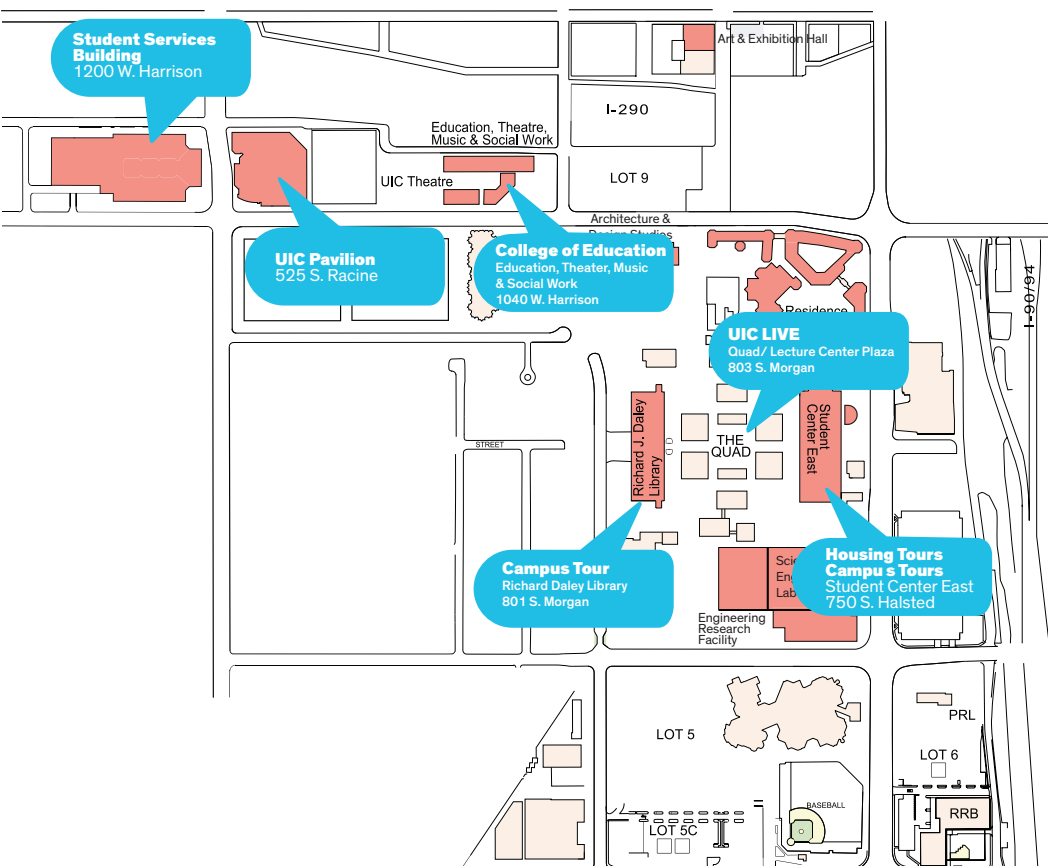 Student Services
Building
1200 W. Harrison
Art & Exhibition Hall
I-290
Education, Theatre,
Music & Social Work
UIC Theatre
LOT 9
Architecture &
Design Studies
UIC Pavilion
525 S. Racine
College of Education
Education, Theater, Music
& Social Work
1040 W. Harrison
I-90/94
Residence
UIC LIVE
Quad/ Lecture Center Plaza
803 S. Morgan
STREET
Richard J. Daley
Library
THE
QUAD
Student
Center East
Campus Tour
Richard Daley Library
801 S. Morgan
Housing Tours
Campu s Tours
Student Center East
750 S. Halsted
Engineering
Research
Facility
LOT 5
PRL
LOT 6
BASEBALL
RRB
LOT 5C